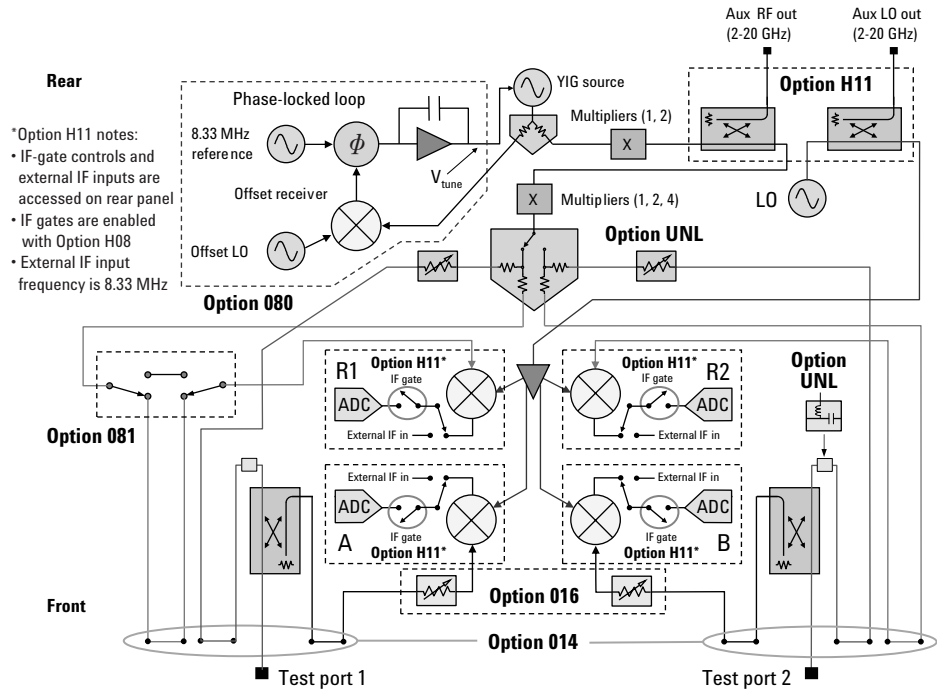 Aux RF out
(2-20 GHz)
Aux LO out
(2-20 GHz)
Rear
Option H11
YIG source
Phase-locked loop
Multipliers (1, 2)
*Option H11 notes:
• IF-gate controls and
external IF inputs are
accessed on rear panel
• IF gates are enabled
with Option H08
• External IF input
frequency is 8.33 MHz
8.33 MHz
reference
ϕ
X
Vtune
Offset receiver
LO
X
Multipliers (1, 2, 4)
Offset LO
Option UNL
Option 080
Option 081
R1
Option H11*
IF gate
ADC
External IF in
Option H11*
IF gate
R2
ADC
External IF in
Option
UNL
External IF in
ADC
IF gate
A
Option H11*
External IF in
ADC
IF gate
Option H11*
B
Option 016
Front
Option 014
Test port 1
Test port 2